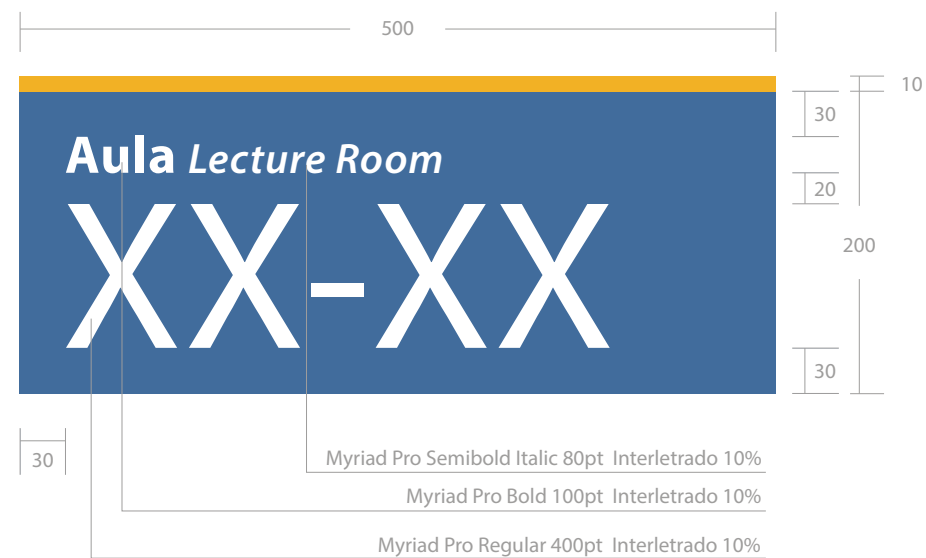 500
10
30
Aula Lecture Room
20
XX-XX
200
30
30
Myriad Pro Semibold Italic 80pt Interletrado 10%
Myriad Pro Bold 100pt Interletrado 10%
Myriad Pro Regular 400pt Interletrado 10%